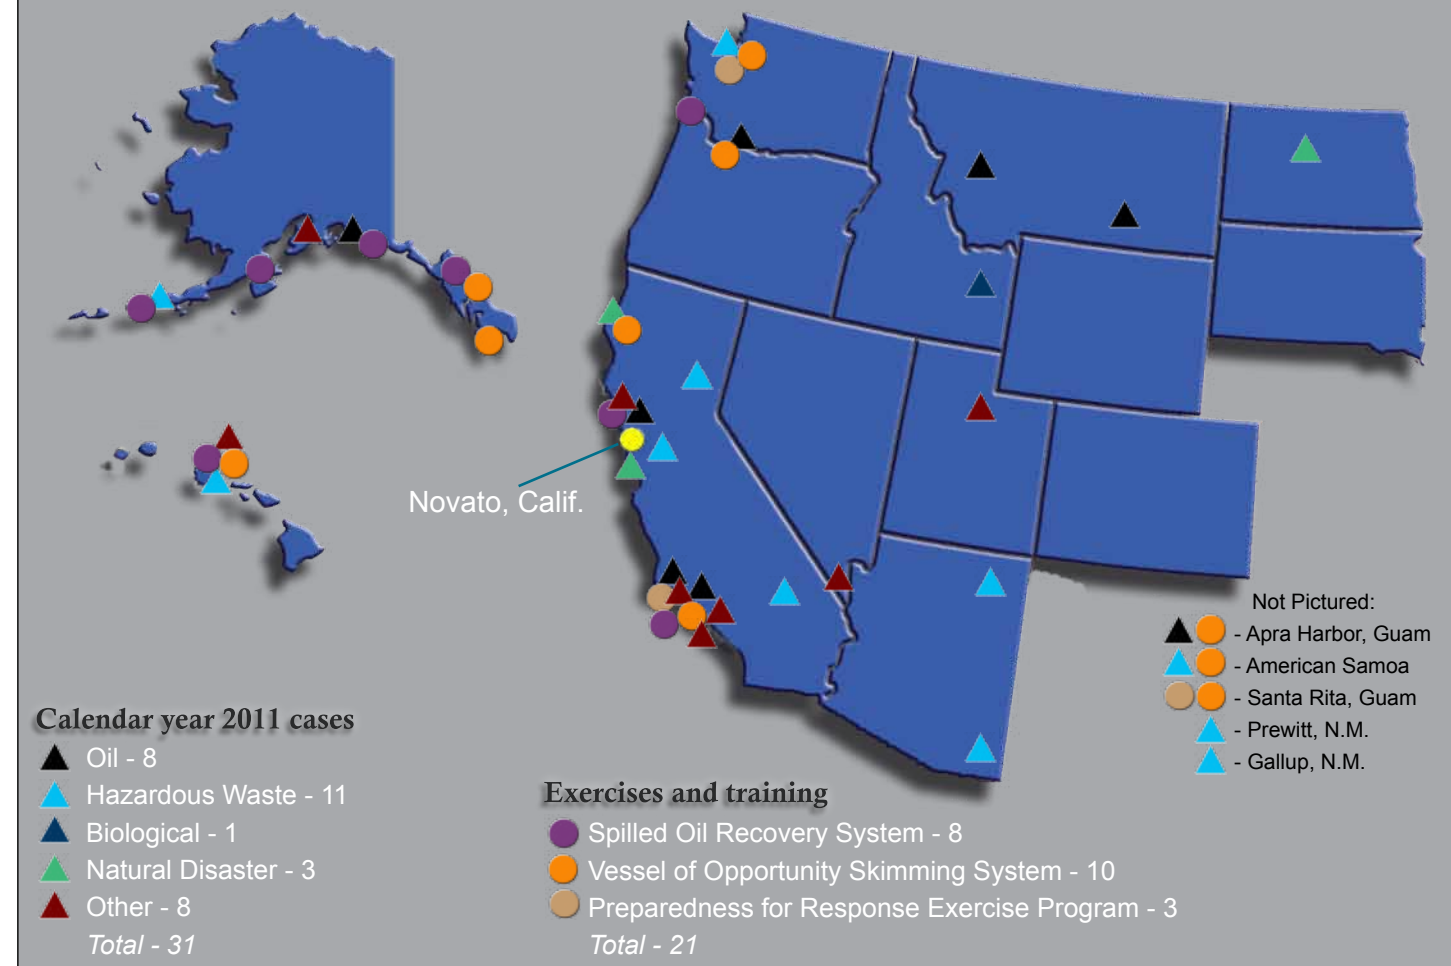 Novato, Calif.
Not Pictured:
- Apra Harbor, Guam
- American Samoa
- Santa Rita, Guam
- Prewitt, N.M.
- Gallup, N.M.
Calendar year 2011 cases
Oil - 8
Hazardous Waste - 11
Biological - 1
Natural Disaster - 3
Other - 8
Total - 31
Exercises and training
Spilled Oil Recovery System - 8
Vessel of Opportunity Skimming System - 10
Preparedness for Response Exercise Program - 3
Total - 21